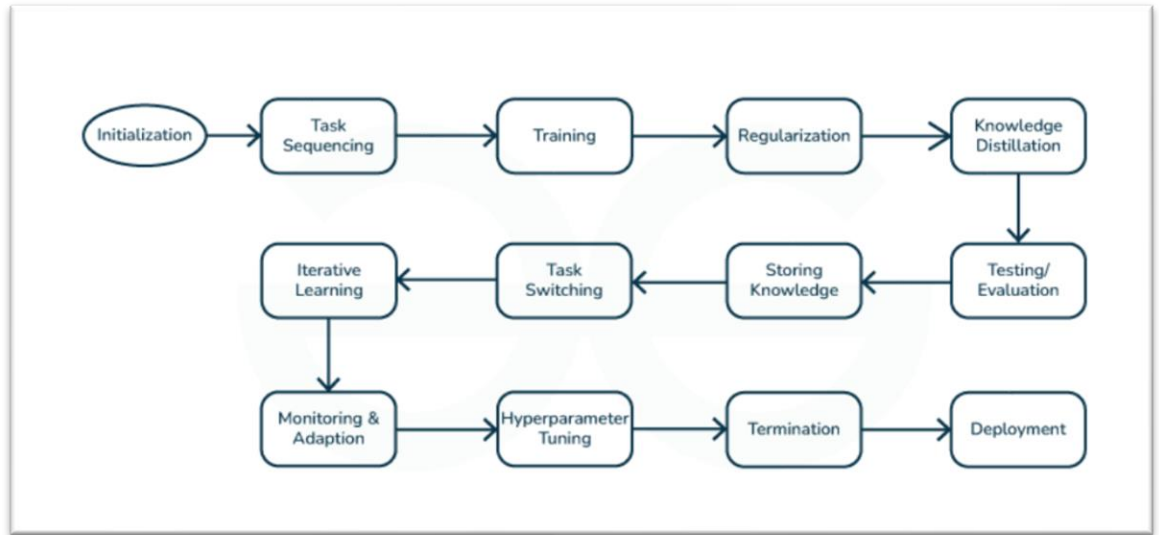 Initialization
Task
Sequencing
Training
Regularization
Knowledge
Distillation
Testing/
Evaluation
Storing
Knowledge
Task
Switching
Iterative
Learning
Monitoring &
Adaption
Hyperparameter
Tuning
Termination
Deployment